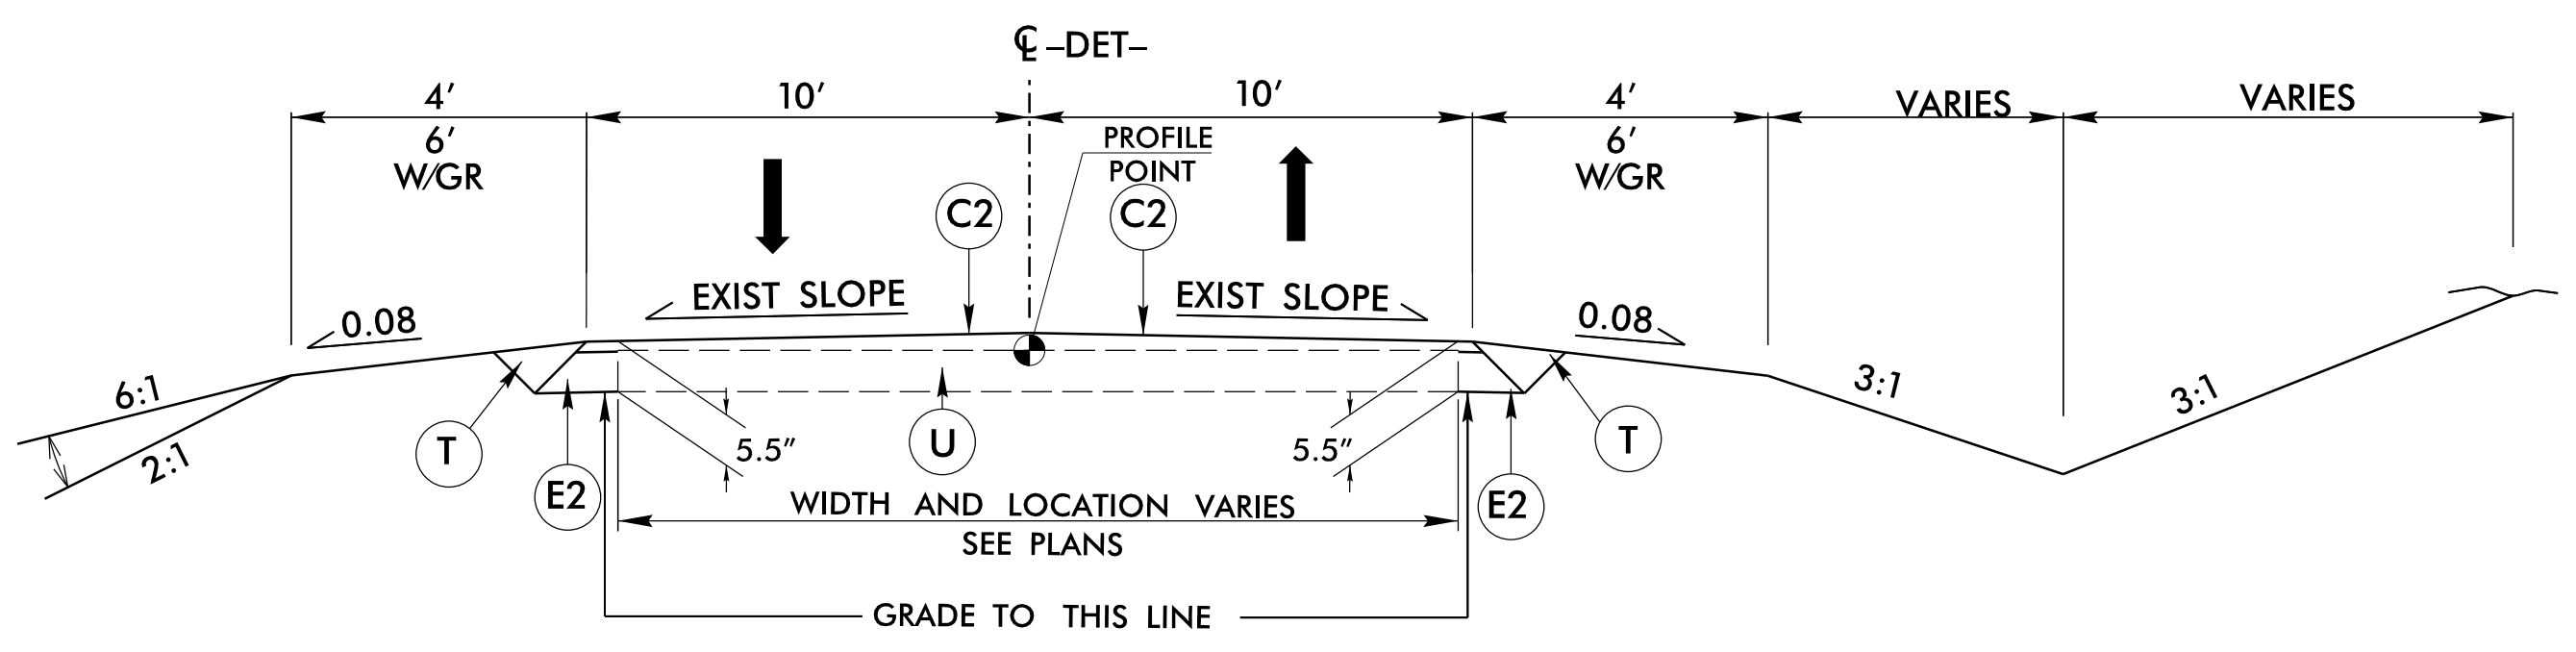 ℄ –DET–
4′ 10′ 10′ 4′ VARIES VARIES
6′ W/GR
6′ W/GR
PROFILE
POINT
C2 C2
EXIST SLOPE EXIST SLOPE
0.08 0.08
6:1
2:1
3:1 3:1
T U T
5.5″ 5.5″
E2 E2
WIDTH AND LOCATION VARIES
SEE PLANS
GRADE TO THIS LINE